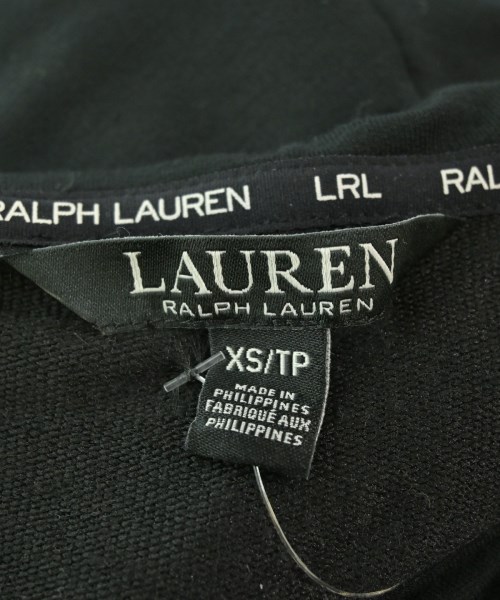 RALPH LAUREN LRL RAL
LAUREN
RALPH LAUREN
XS/TP
MADE IN
PHILIPPINES
FABRIQUÉ AUX
PHILIPPINES